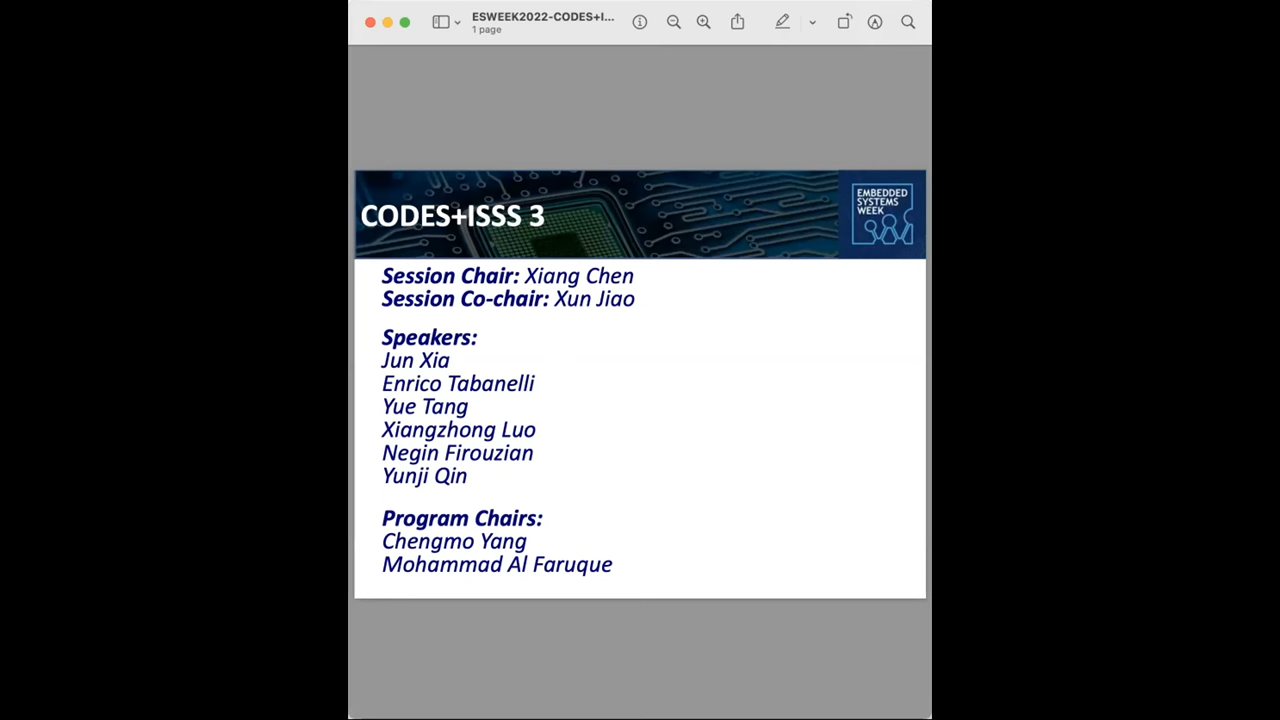 ESWEEK2022-CODES+I...
1 page
CODES+ISSS 3
EMBEDDED
SYSTEMS
WEEK
Session Chair: Xiang Chen
Session Co-chair: Xun Jiao
Speakers:
Jun Xia
Enrico Tabanelli
Yue Tang
Xiangzhong Luo
Negin Firouzian
Yunji Qin
Program Chairs:
Chengmo Yang
Mohammad Al Faruque